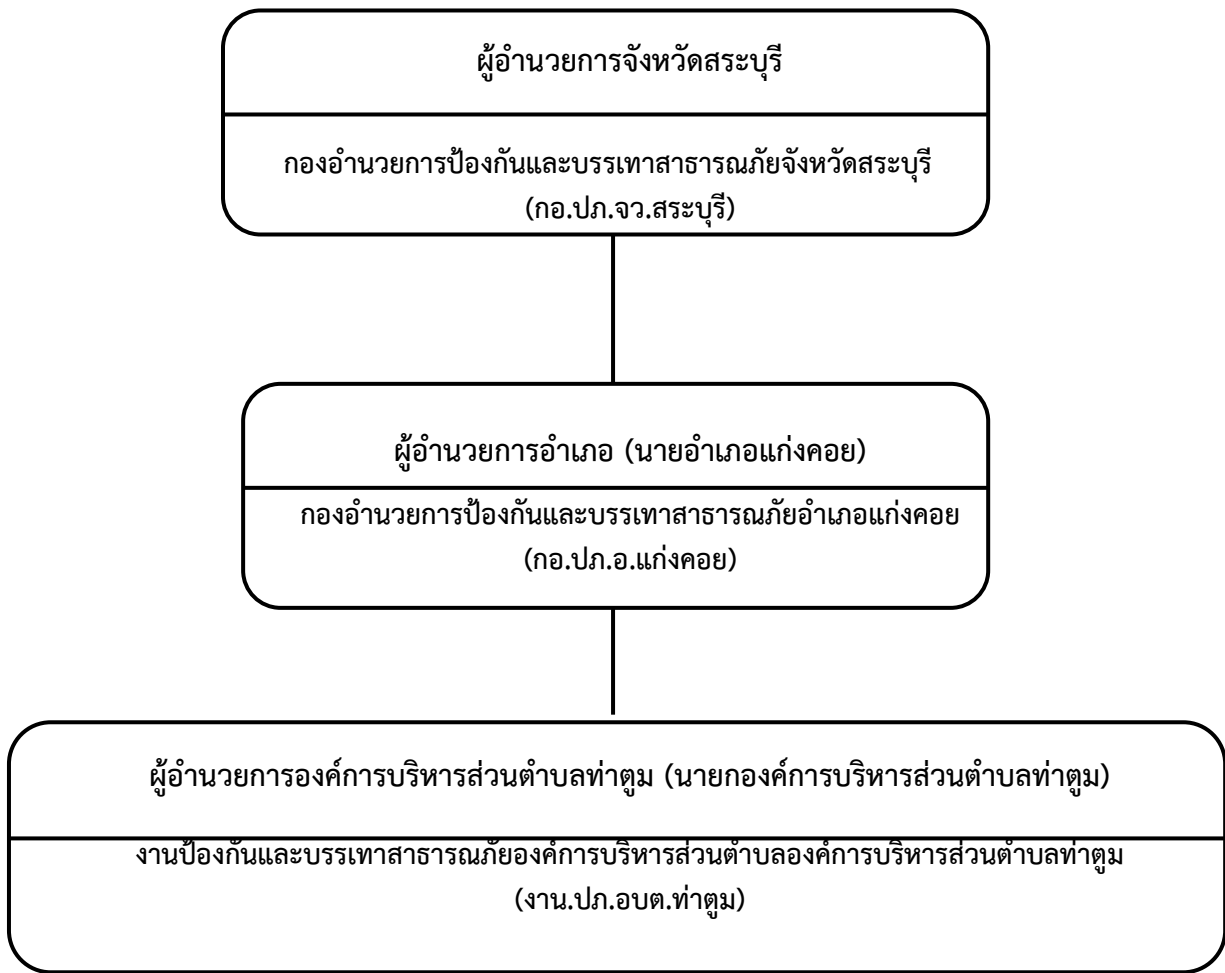 ผู้อำนวยการจังหวัดสระบุรี
กองอำนวยการป้องกันและบรรเทาสาธารณภัยจังหวัดสระบุรี
(กอ.ปภ.จว.สระบุรี)
ผู้อำนวยการอำเภอ (นายอำเภอแก่งคอย)
กองอำนวยการป้องกันและบรรเทาสาธารณภัยอำเภอแก่งคอย
(กอ.ปภ.อ.แก่งคอย)
ผู้อำนวยการองค์การบริหารส่วนตำบลท่าตูม (นายกองค์การบริหารส่วนตำบลท่าตูม)
งานป้องกันและบรรเทาสาธารณภัยองค์การบริหารส่วนตำบลองค์การบริหารส่วนตำบลท่าตูม
(งาน.ปภ.อบต.ท่าตูม)